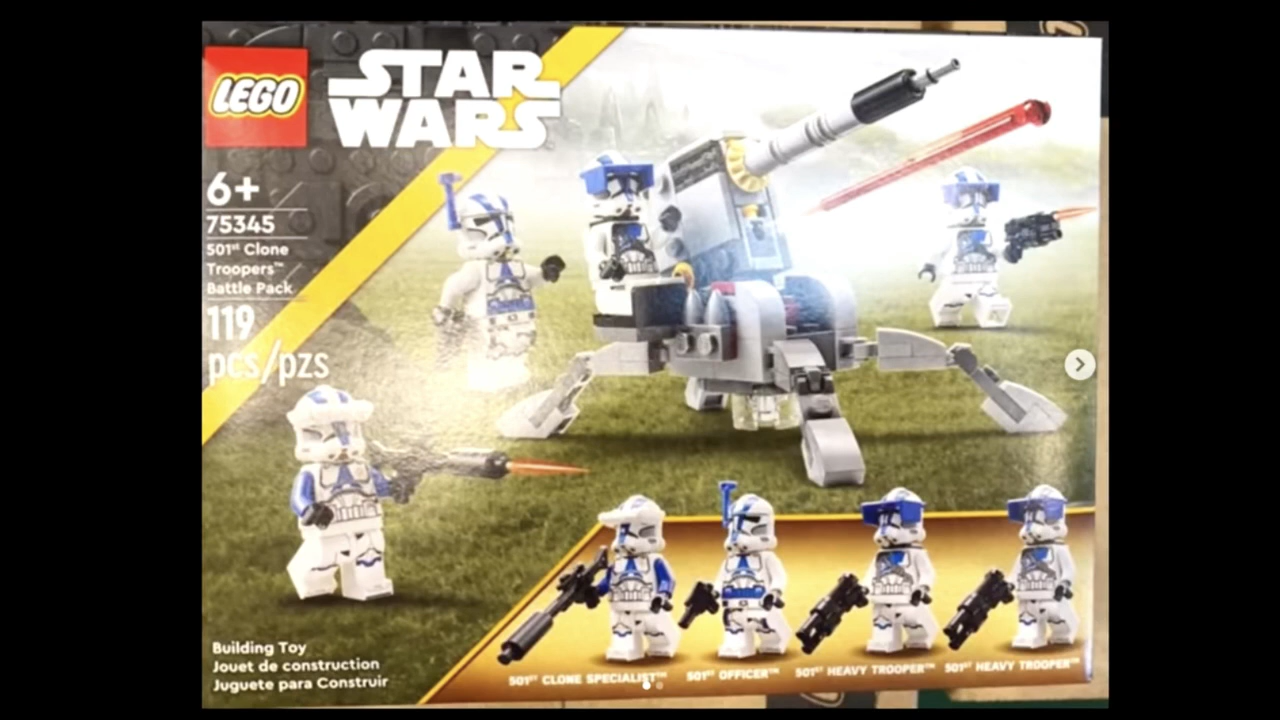 LEGO
STAR
WARS
6+
75345
501st Clone
Troopers™
Battle Pack
119
pcs/pzs
Building Toy
Jouet de construction
Juguete para Construir
501ST CLONE SPECIALIST™
501ST OFFICER™
501ST HEAVY TROOPER™
501ST HEAVY TROOPER™